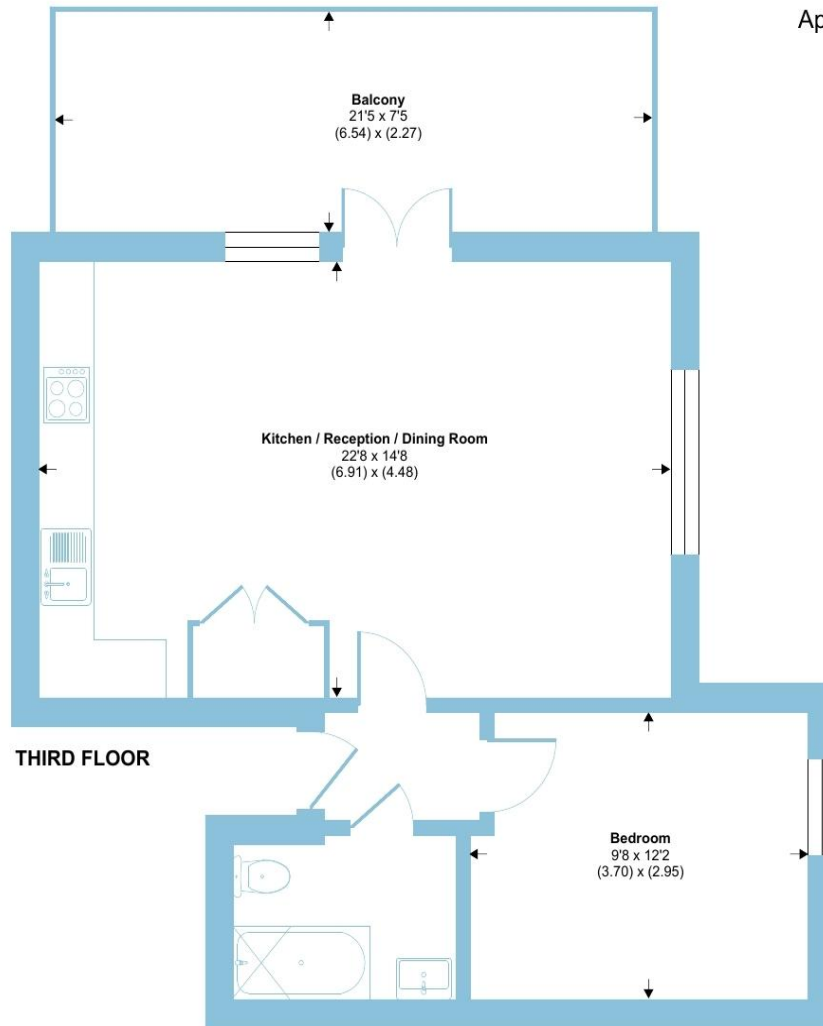 Ap
Balcony
21'5 x 7'5
(6.54) x (2.27)
Kitchen / Reception / Dining Room
22'8 x 14'8
(6.91) x (4.48)
THIRD FLOOR
Bedroom
9'8 x 12'2
(3.70) x (2.95)